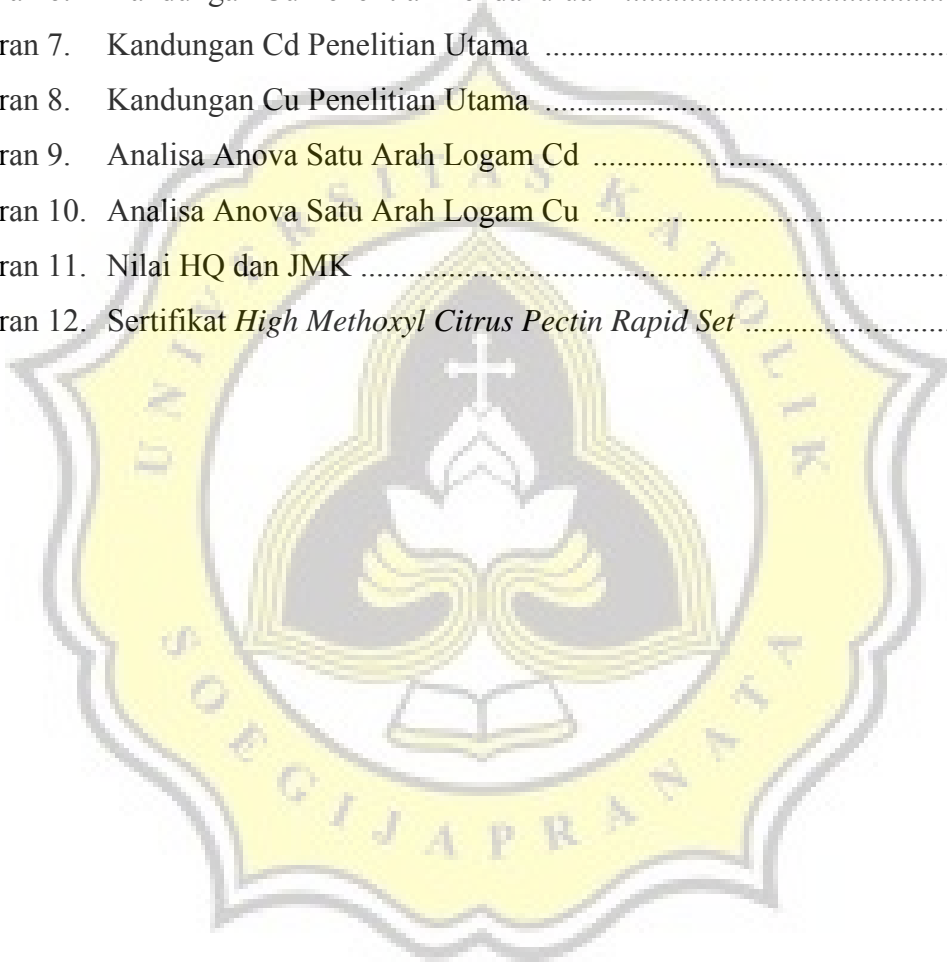 ran 7. Kandungan Cd Penelitian Utama ........................................
ran 8. Kandungan Cu Penelitian Utama ........................................
ran 9. Analisa Anova Satu Arah Logam Cd ...................................
ran 10. Analisa Anova Satu Arah Logam Cu ...................................
ran 11. Nilai HQ dan JMK ...........................................................
ran 12. Sertifikat High Methoxyl Citrus Pectin Rapid Set ....................
UNIVERSITAS KATOLIK
SOEGIJAPRANATA